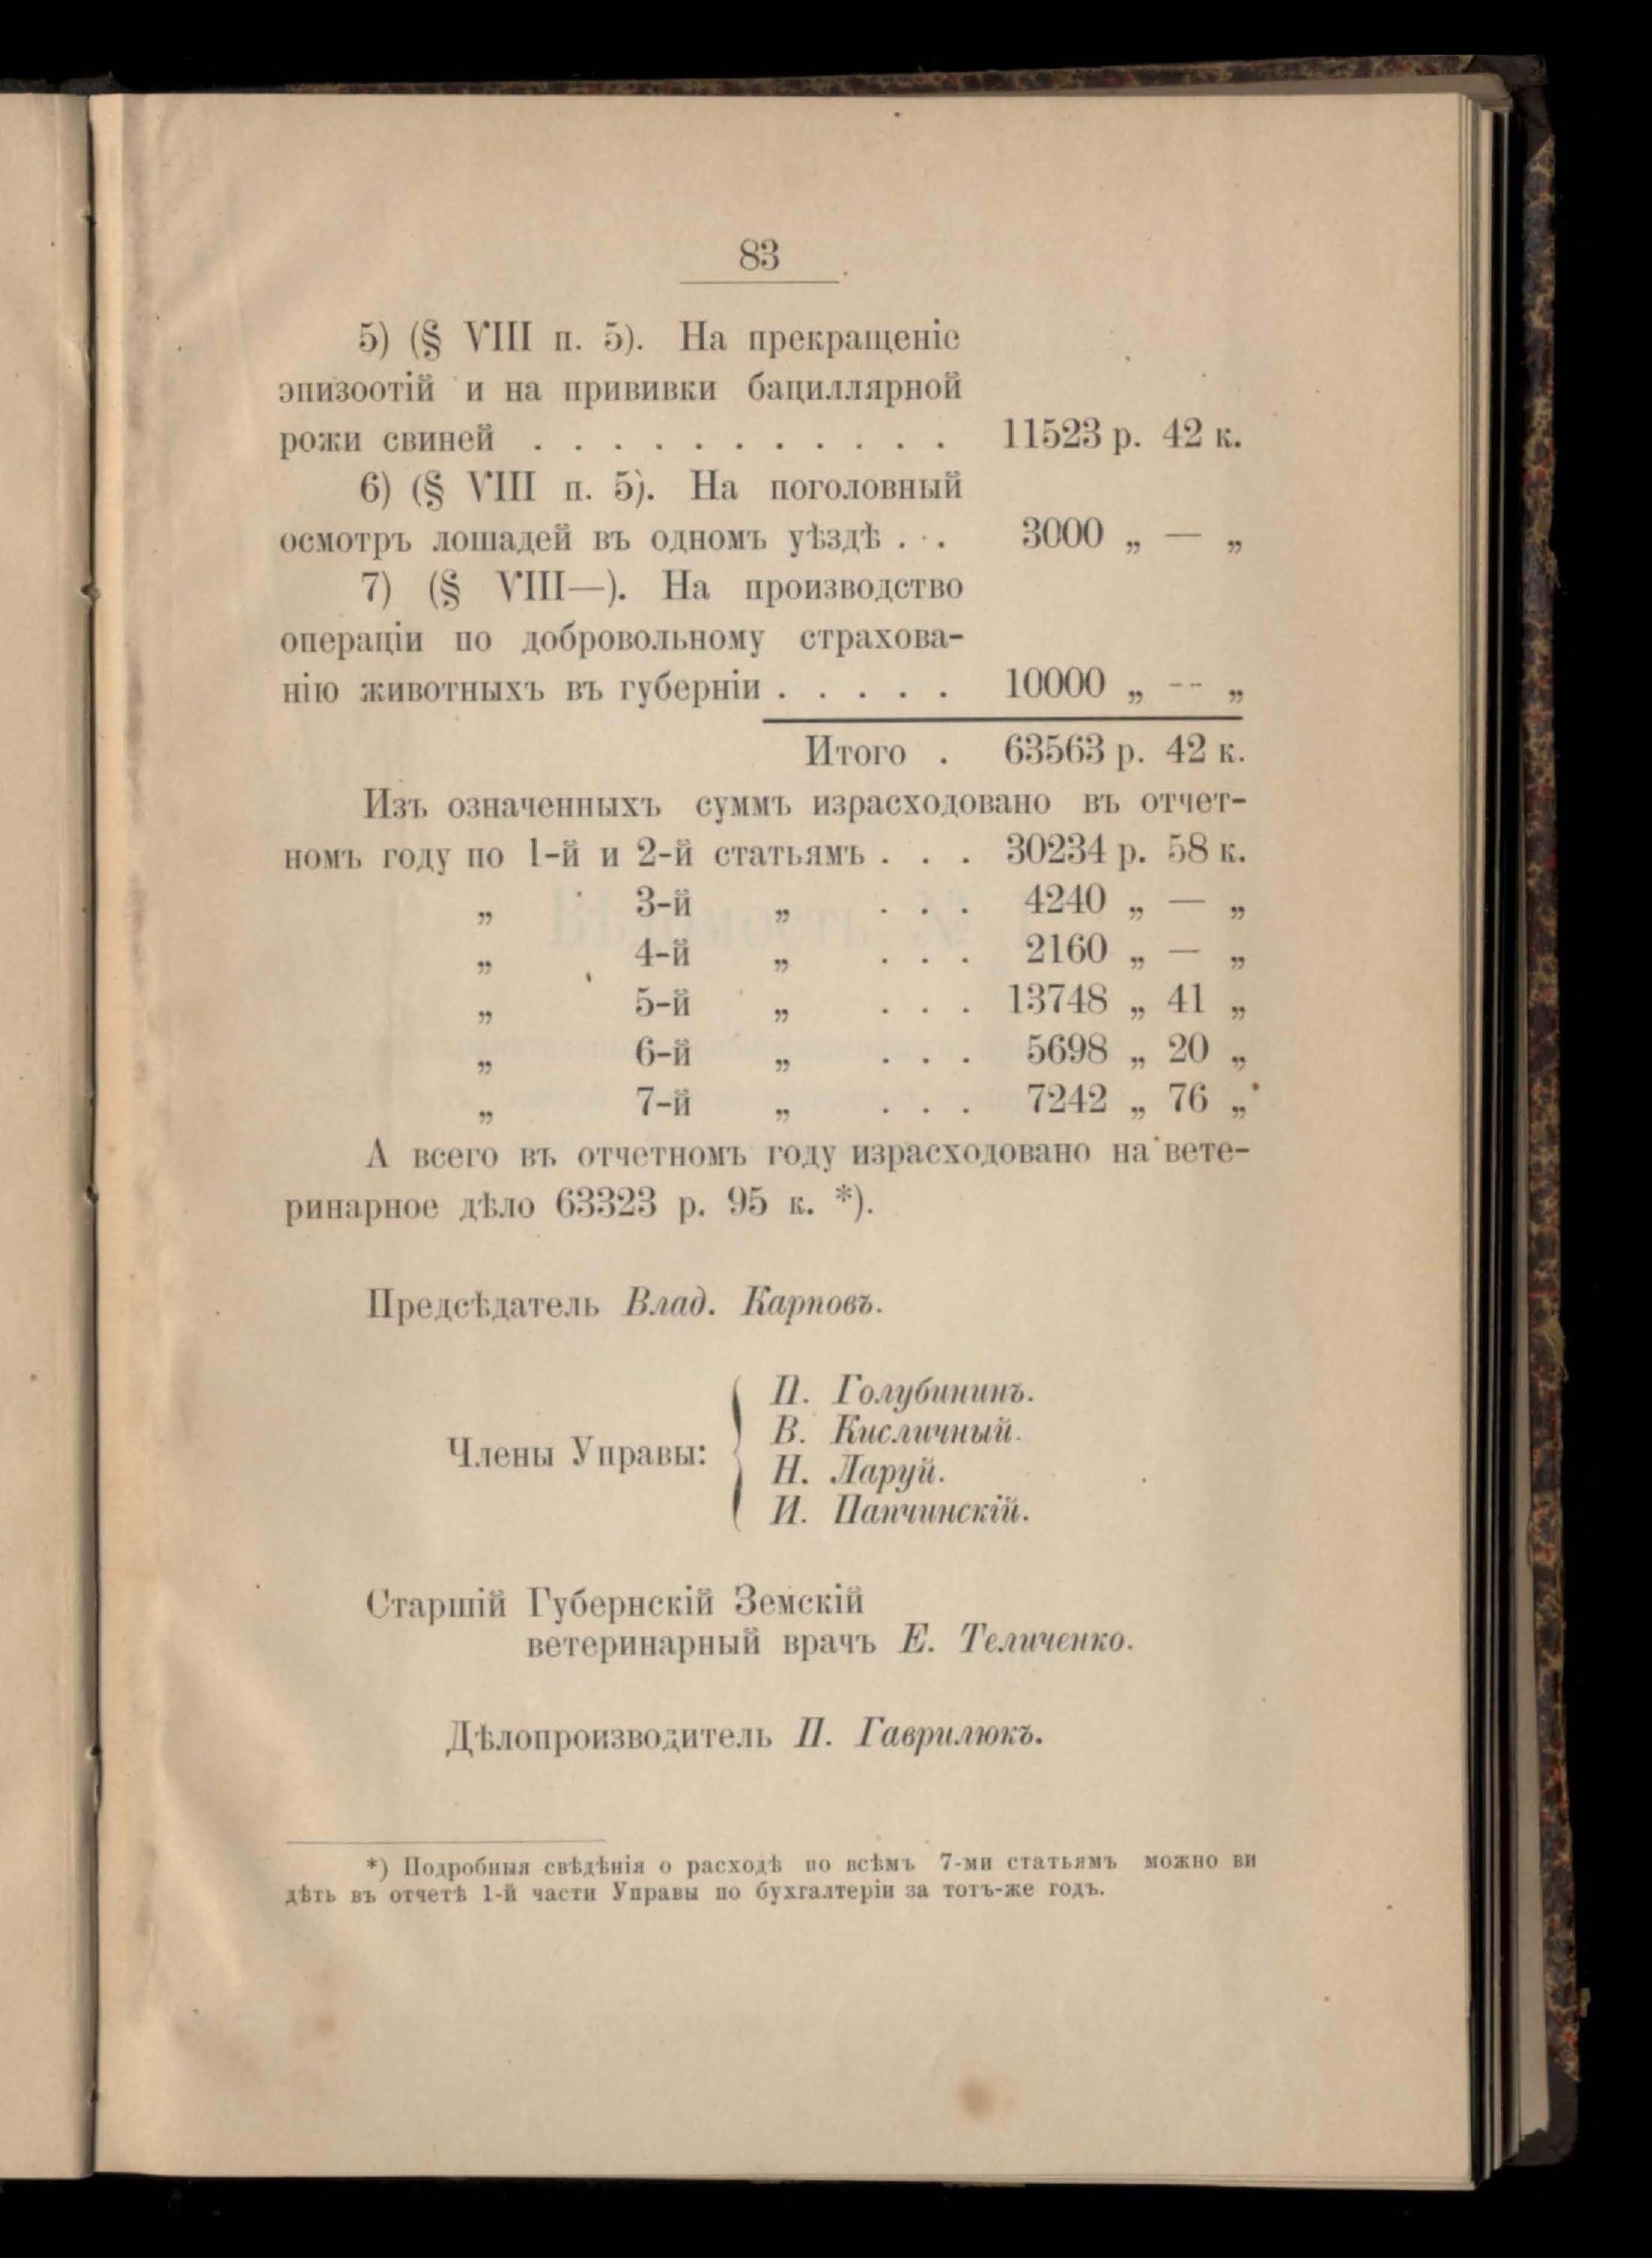 83
5) (§ VIII п. 5). На прекращеніе
эпизоотій и на прививки бациллярной
рожи свиней . . . . . . . . . . . 11523 р. 42 к.
6) (§ VIII п. 5). На поголовный
осмотръ лошадей въ одномъ уѣздѣ . . . 3000 „ — „
7) (§ VIII—). На производство
операціи по добровольному страхова-
нію животныхъ въ губерніи . . . . . 10000 „ -- „
Итого . 63563 р. 42 к.
Изъ означенныхъ суммъ израсходовано въ отчет-
номъ году по 1-й и 2-й статьямъ . . . 30234 р. 58 к.
„ 3-й „ . . . 4240 „ — „
„ 4-й „ . . . 2160 „ — „
„ 5-й „ . . . 13748 „ 41 „
„ 6-й „ . . . 5698 „ 20 „
„ 7-й „ . . . 7242 „ 76 „
А всего въ отчетномъ году израсходовано на вете-
ринарное дѣло 63323 р. 95 к. *).
Предсѣдатель Влад. Карповъ.
Члены Управы:
П. Голубининъ.
В. Кисличный.
Н. Ларуй.
И. Папчинскій.
Старшій Губернскій Земскій
ветеринарный врачъ Е. Теличенко.
Дѣлопроизводитель П. Гаврилюкъ.
*) Подробныя свѣдѣнія о расходѣ по всѣмъ 7-ми статьямъ можно ви
дѣть въ отчетѣ 1-й части Управы по бухгалтеріи за тотъ-же годъ.